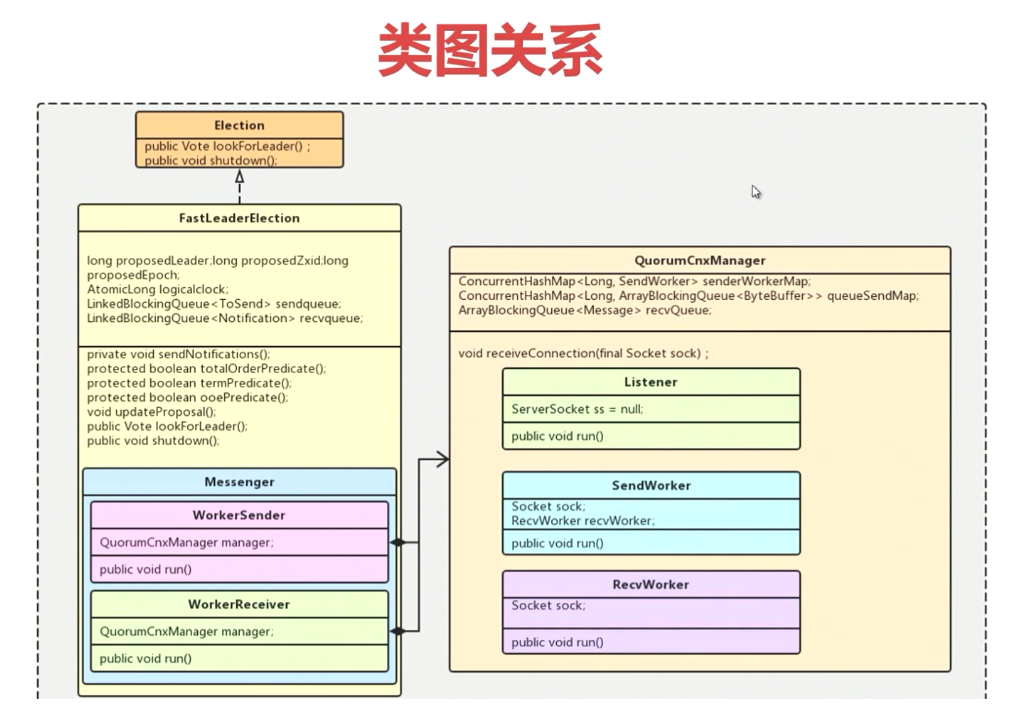 类图关系
Election
public Vote lookForLeader() ;
public void shutdown();
FastLeaderElection
long proposedLeader;long proposedZxid;long
proposedEpoch;
AtomicLong logicalclock;
LinkedBlockingQueue<ToSend> sendqueue;
LinkedBlockingQueue<Notification> recvqueue;
private void sendNotifications();
protected boolean totalOrderPredicate();
protected boolean termPredicate();
protected boolean ooePredicate();
void updateProposal();
public Vote lookForLeader();
public void shutdown();
Messenger
WorkerSender
QuorumCnxManager manager;
public void run()
WorkerReceiver
QuorumCnxManager manager;
public void run()
QuorumCnxManager
ConcurrentHashMap<Long, SendWorker> senderWorkerMap;
ConcurrentHashMap<Long, ArrayBlockingQueue<ByteBuffer>> queueSendMap;
ArrayBlockingQueue<Message> recvQueue;
void receiveConnection(final Socket sock) ;
Listener
ServerSocket ss = null;
public void run()
SendWorker
Socket sock;
RecvWorker recvWorker;
public void run()
RecvWorker
Socket sock;
public void run()